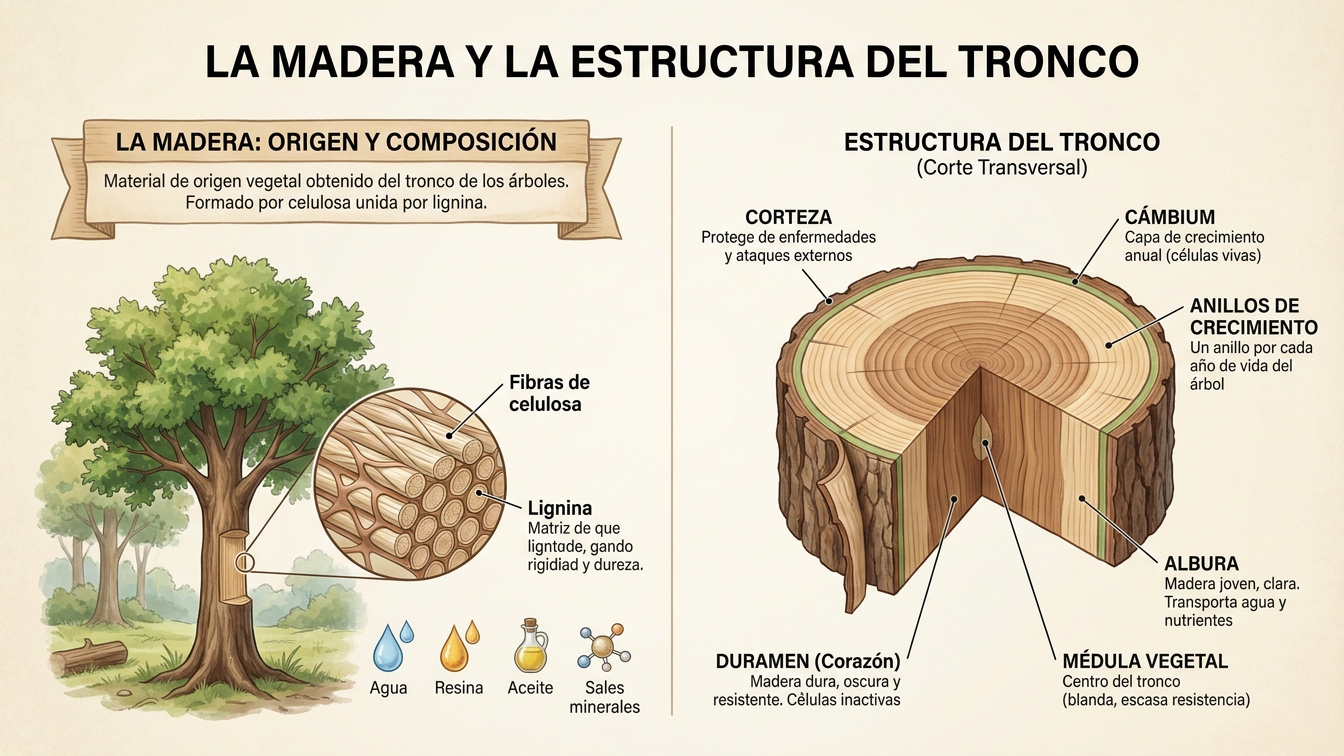 LA MADERA Y LA ESTRUCTURA DEL TRONCO
LA MADERA: ORIGEN Y COMPOSICIÓN
Material de origen vegetal obtenido del tronco de los árboles.
Formado por celulosa unida por lignina.
Fibras de
celulosa
Lignina
Matriz de que
ligntade, gando
rigidiad y dureza.
Agua
Resina
Aceite
Sales
minerales
ESTRUCTURA DEL TRONCO
(Corte Transversal)
CORTEZA
Protege de enfermedades
y ataques externos
CÁMBIUM
Capa de crecimiento
anual (células vivas)
ANILLOS DE
CRECIMIENTO
Un anillo por cada
año de vida del
árbol
ALBURA
Madera joven, clara.
Transporta agua y
nutrientes
DURAMEN (Corazón)
Madera dura, oscura y
resistente. Cèlulas inactivas
MÉDULA VEGETAL
Centro del tronco
(blanda, escasa resistencia)